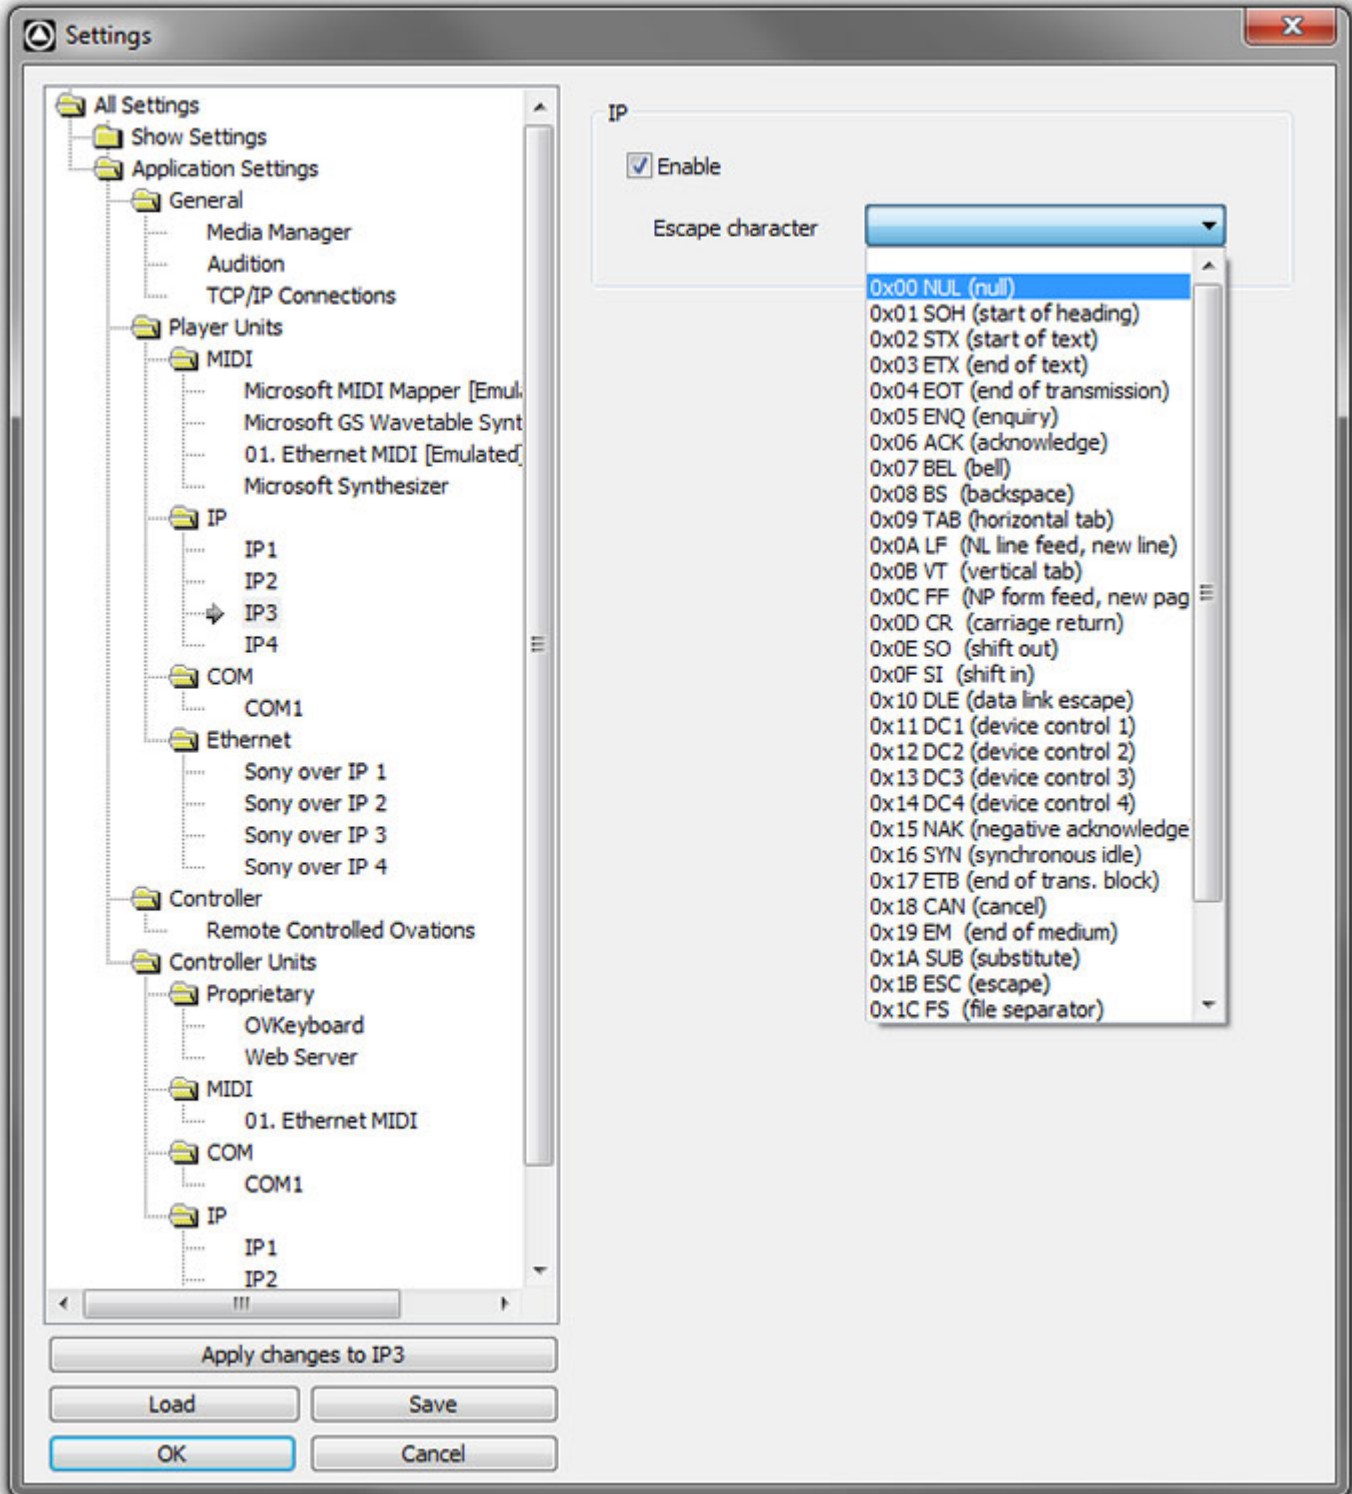 Settings
All Settings
Show Settings
Application Settings
General
Media Manager
Audition
TCP/IP Connections
Player Units
MIDI
Microsoft MIDI Mapper [Emul
Microsoft GS Wavetable Synt
01. Ethernet MIDI [Emulated
Microsoft Synthesizer
IP
IP1
IP2
IP3
IP4
COM
COM1
Ethernet
Sony over IP 1
Sony over IP 2
Sony over IP 3
Sony over IP 4
Controller
Remote Controlled Ovations
Controller Units
Proprietary
OVKeyboard
Web Server
MIDI
01. Ethernet MIDI
COM
COM1
IP
IP1
IP2
Apply changes to IP3
Load
Save
OK
Cancel
IP
Enable
Escape character
0x00 NUL (null)
0x01 SOH (start of heading)
0x02 STX (start of text)
0x03 ETX (end of text)
0x04 EOT (end of transmission)
0x05 ENQ (enquiry)
0x06 ACK (acknowledge)
0x07 BEL (bell)
0x08 BS (backspace)
0x09 TAB (horizontal tab)
0x0A LF (NL line feed, new line)
0x0B VT (vertical tab)
0x0C FF (NP form feed, new pag
0x0D CR (carriage return)
0x0E SO (shift out)
0x0F SI (shift in)
0x10 DLE (data link escape)
0x11 DC1 (device control 1)
0x12 DC2 (device control 2)
0x13 DC3 (device control 3)
0x14 DC4 (device control 4)
0x15 NAK (negative acknowledge
0x16 SYN (synchronous idle)
0x17 ETB (end of trans. block)
0x18 CAN (cancel)
0x19 EM (end of medium)
0x1A SUB (substitute)
0x1B ESC (escape)
0x1C FS (file separator)